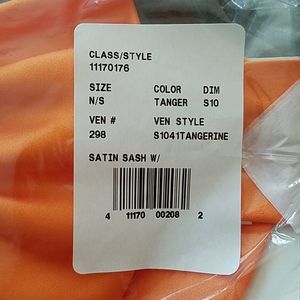 CLASS/STYLE
11170176
SIZE COLOR DIM
N/S TANGER S10
VEN # VEN STYLE
298 S1041TANGERINE
SATIN SASH W/
4 11170 00208 2